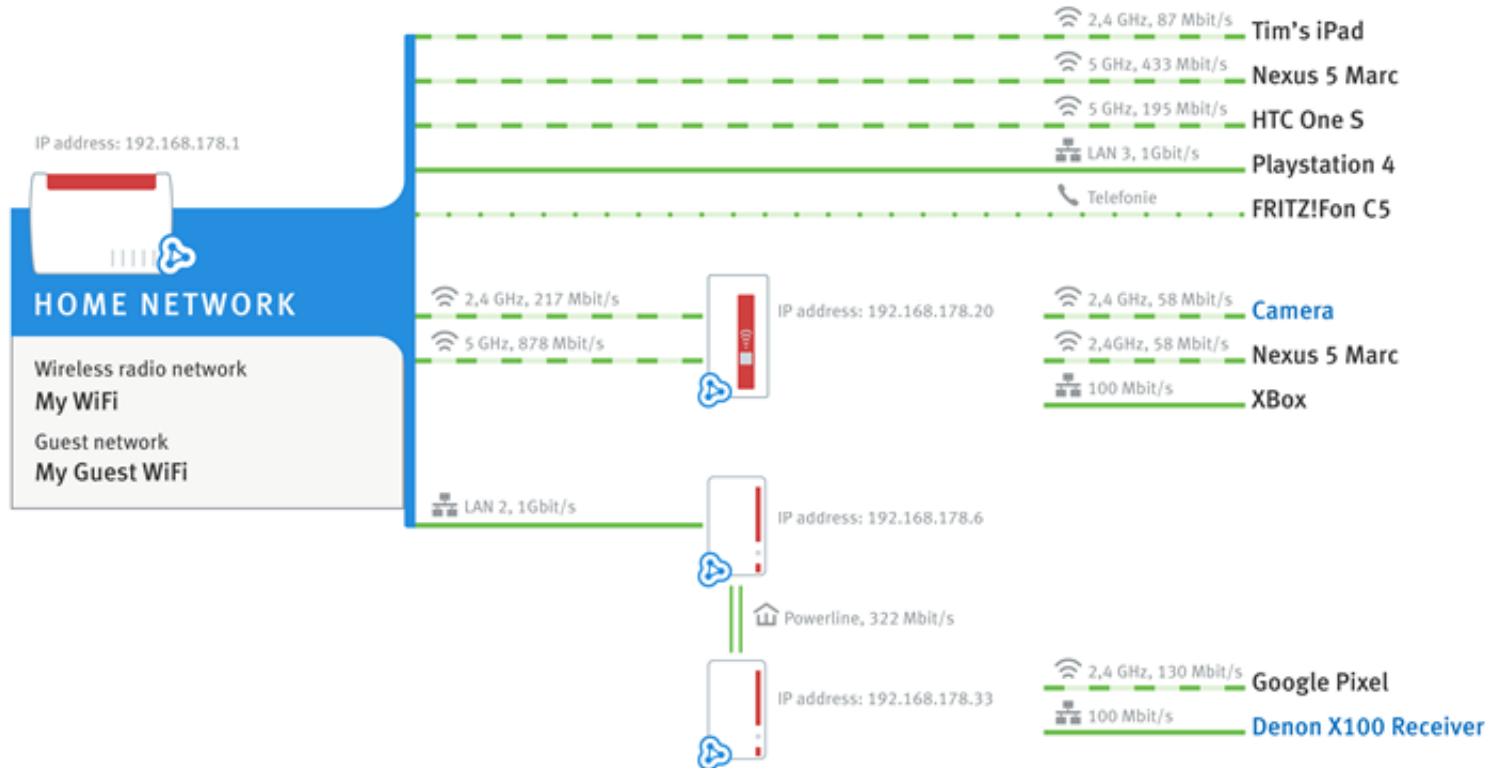 2,4 GHz, 87 Mbit/s Tim's iPad
5 GHz, 433 Mbit/s Nexus 5 Marc
5 GHz, 195 Mbit/s HTC One S
IP address: 192.168.178.1
LAN 3, 1Gbit/s Playstation 4
Telefonie FRITZ!Fon C5
HOME NETWORK
2,4 GHz, 217 Mbit/s
IP address: 192.168.178.20
2,4 GHz, 58 Mbit/s Camera
5 GHz, 878 Mbit/s
2,4GHz, 58 Mbit/s Nexus 5 Marc
100 Mbit/s XBox
Wireless radio network
My WiFi
Guest network
My Guest WiFi
LAN 2, 1Gbit/s
IP address: 192.168.178.6
Powerline, 322 Mbit/s
IP address: 192.168.178.33
2,4 GHz, 130 Mbit/s Google Pixel
100 Mbit/s Denon X100 Receiver